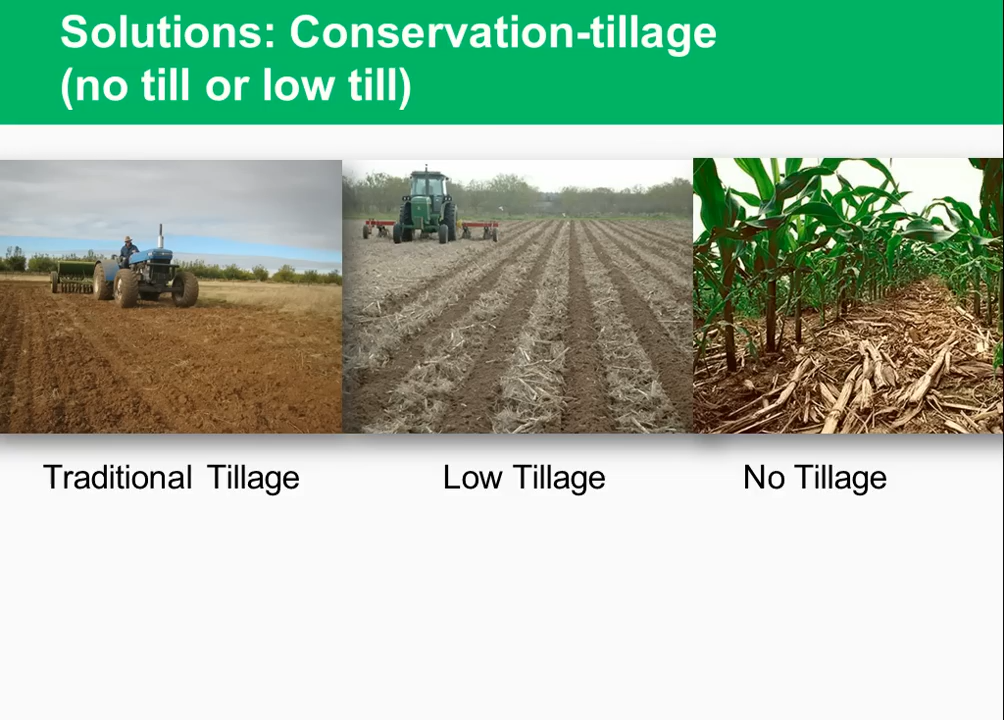 Solutions: Conservation-tillage
(no till or low till)
Traditional Tillage
Low Tillage
No Tillage